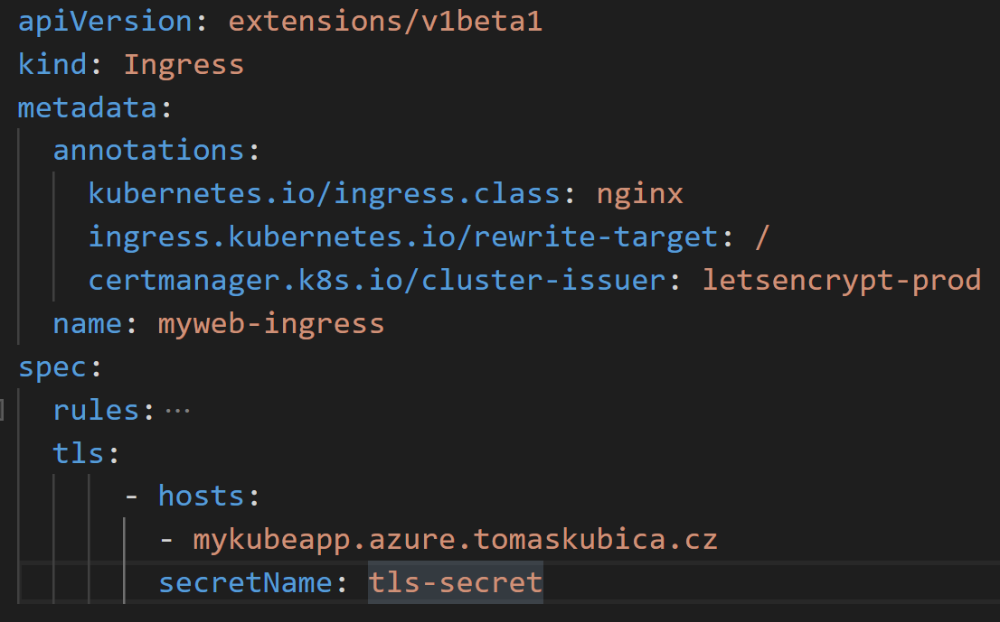 apiVersion: extensions/v1beta1
kind: Ingress
metadata:
  annotations:
    kubernetes.io/ingress.class: nginx
    ingress.kubernetes.io/rewrite-target: /
    certmanager.k8s.io/cluster-issuer: letsencrypt-prod
  name: myweb-ingress
spec:
  rules: ···
  tls:
      - hosts:
        - mykubeapp.azure.tomaskubica.cz
        secretName: tls-secret